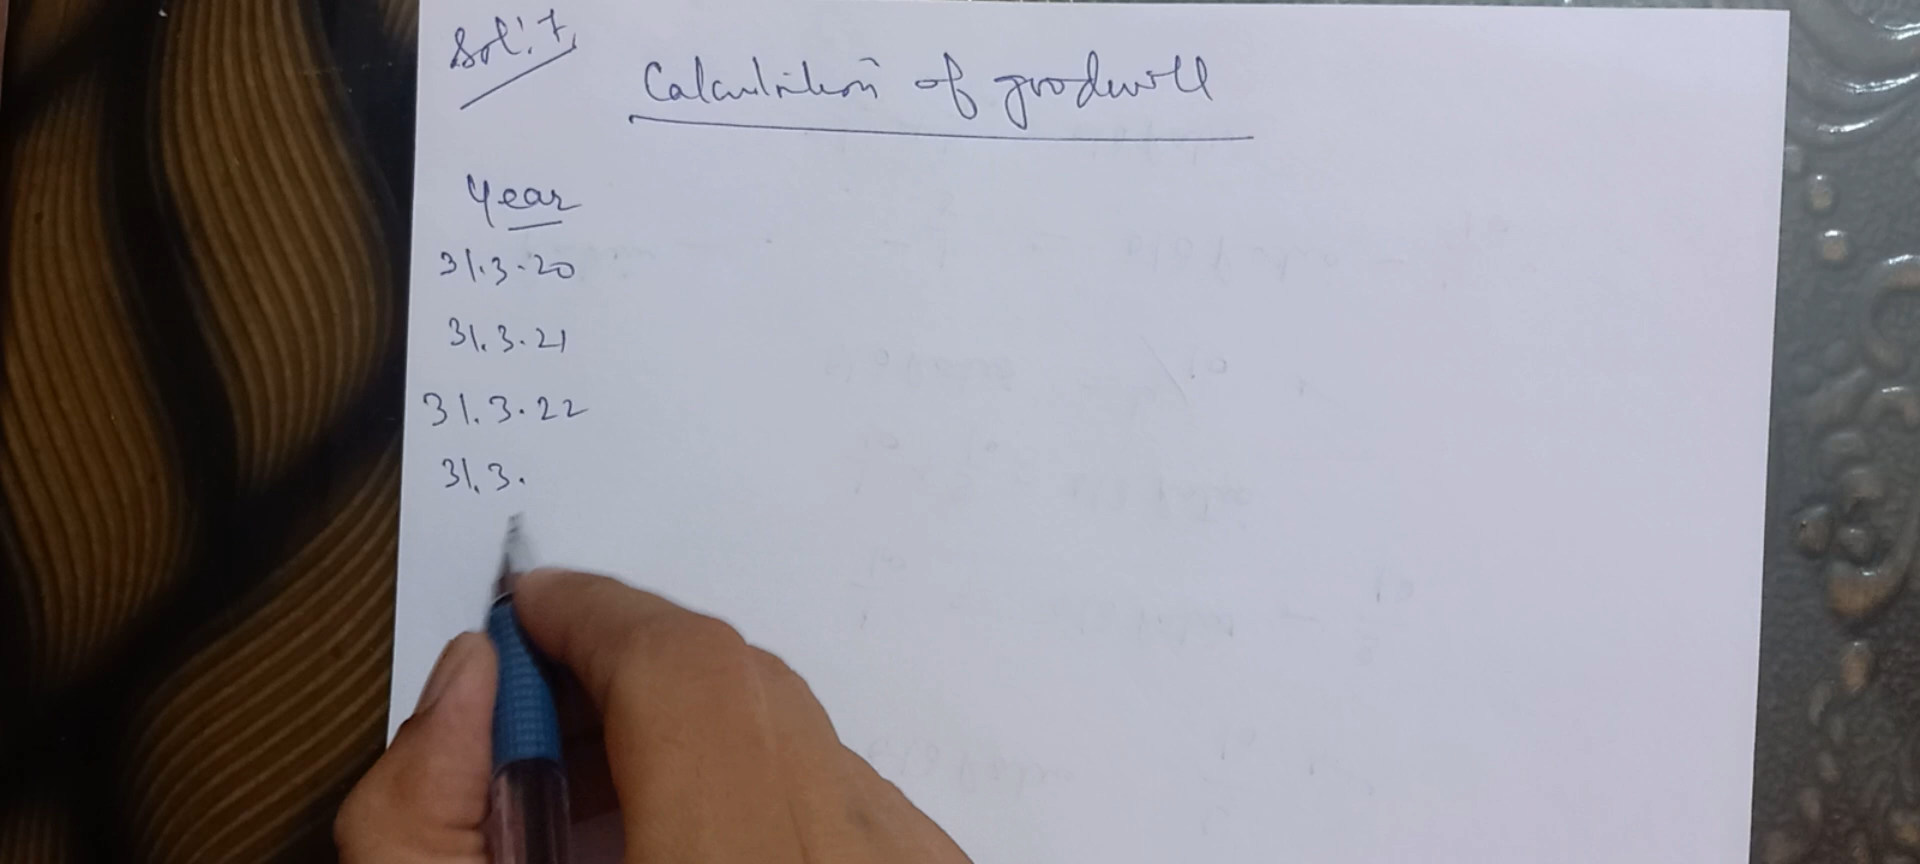 Sol: 7,
Calculation of goodwill
Year
31.3.20
31.3.21
31.3.22
31.3.